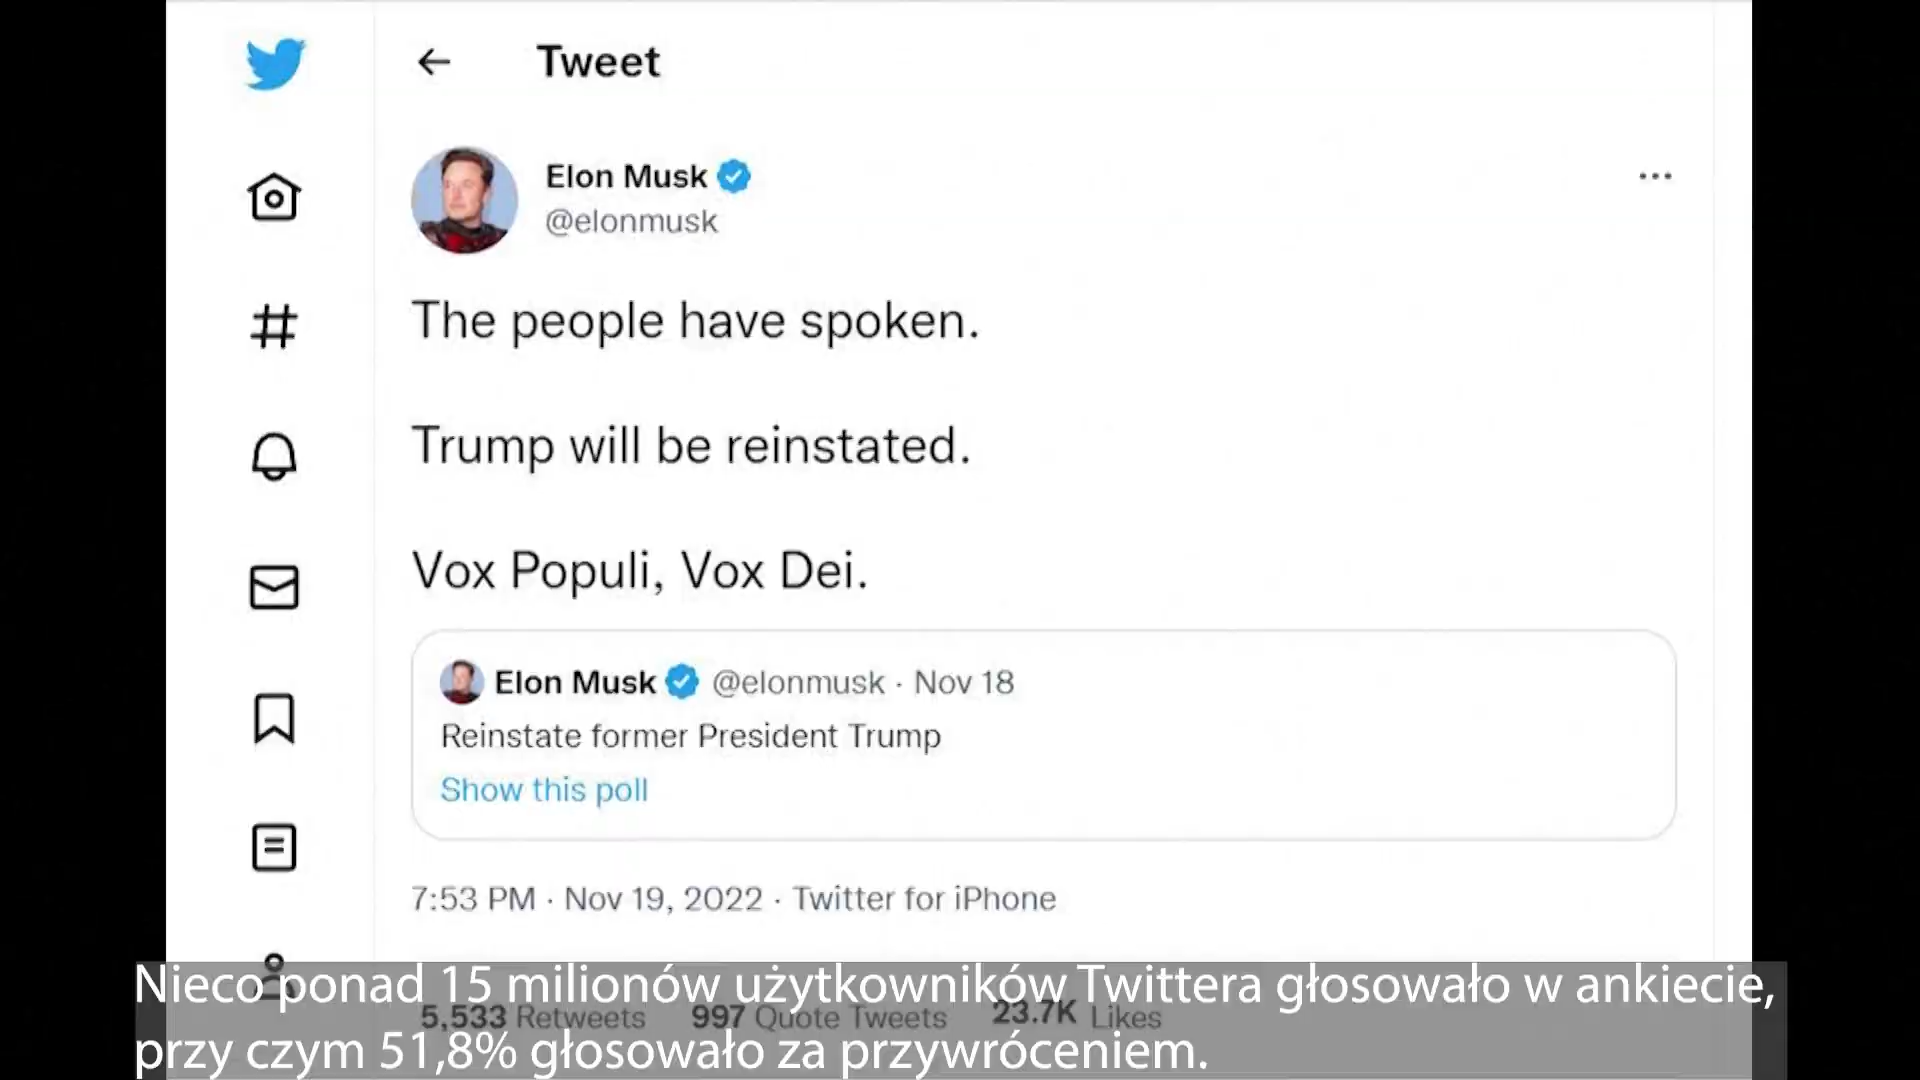 Tweet
Elon Musk
@elonmusk
The people have spoken.
Trump will be reinstated.
Vox Populi, Vox Dei.
Elon Musk @elonmusk · Nov 18
Reinstate former President Trump
Show this poll
7:53 PM · Nov 19, 2022 · Twitter for iPhone
5,533 Retweets 997 Quote Tweets 23.7K Likes
Nieco ponad 15 milionów użytkowników Twittera głosowało w ankiecie,
przy czym 51,8% głosowało za przywróceniem.